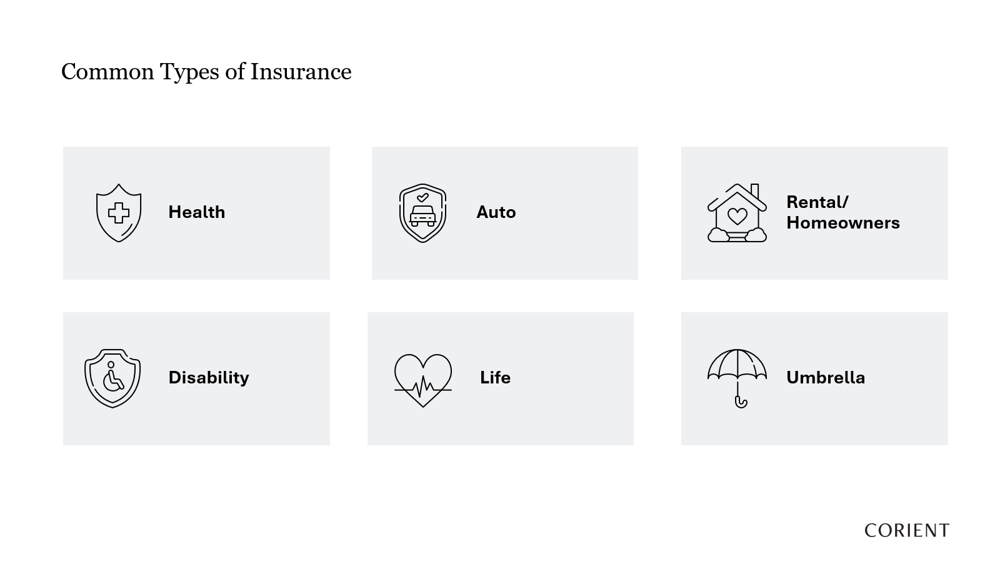 Common Types of Insurance
Health
Auto
Rental/
Homeowners
Disability
Life
Umbrella
CORIENT